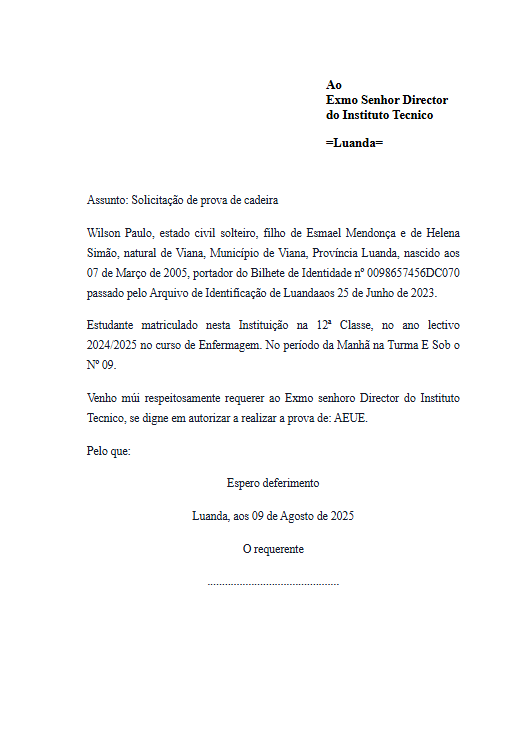 Ao
Exmo Senhor Director
do Instituto Tecnico
=Luanda=
Assunto: Solicitação de prova de cadeira
Wilson Paulo, estado civil solteiro, filho de Esmael Mendonça e de Helena
Simão, natural de Viana, Município de Viana, Província Luanda, nascido aos
07 de Março de 2005, portador do Bilhete de Identidade nº 0098657456DC070
passado pelo Arquivo de Identificação de Luandaaos 25 de Junho de 2023.
Estudante matriculado nesta Instituição na 12ª Classe, no ano lectivo
2024/2025 no curso de Enfermagem. No período da Manhã na Turma E Sob o
Nº 09.
Venho múi respeitosamente requerer ao Exmo senhoro Director do Instituto
Tecnico, se digne em autorizar a realizar a prova de: AEUE.
Pelo que:
Espero deferimento
Luanda, aos 09 de Agosto de 2025
O requerente
.............................................